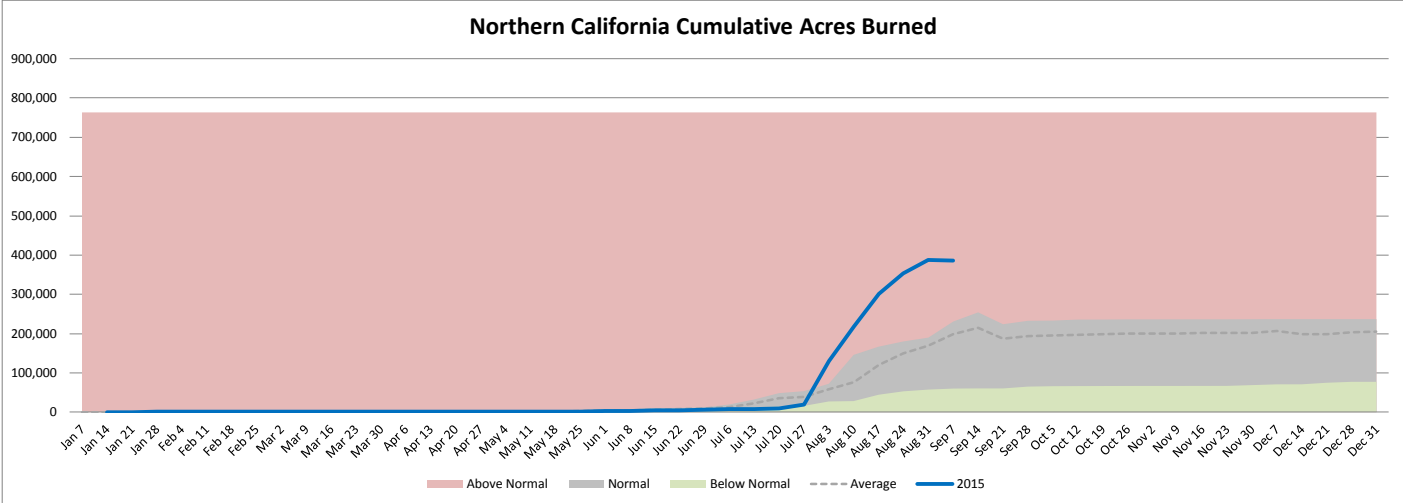 Northern California Cumulative Acres Burned
900,000
800,000
700,000
600,000
500,000
400,000
300,000
200,000
100,000
0
Jan 7
Jan 14
Jan 21
Jan 28
Feb 4
Feb 11
Feb 18
Feb 25
Mar 2
Mar 9
Mar 16
Mar 23
Mar 30
Apr 6
Apr 13
Apr 20
Apr 27
May 4
May 11
May 18
May 25
Jun 1
Jun 8
Jun 15
Jun 22
Jun 29
Jul 6
Jul 13
Jul 20
Jul 27
Aug 3
Aug 10
Aug 17
Aug 24
Aug 31
Sep 7
Sep 14
Sep 21
Sep 28
Oct 5
Oct 12
Oct 19
Oct 26
Nov 2
Nov 9
Nov 16
Nov 23
Nov 30
Dec 7
Dec 14
Dec 21
Dec 28
Dec 31
Above Normal
Normal
Below Normal
Average
2015